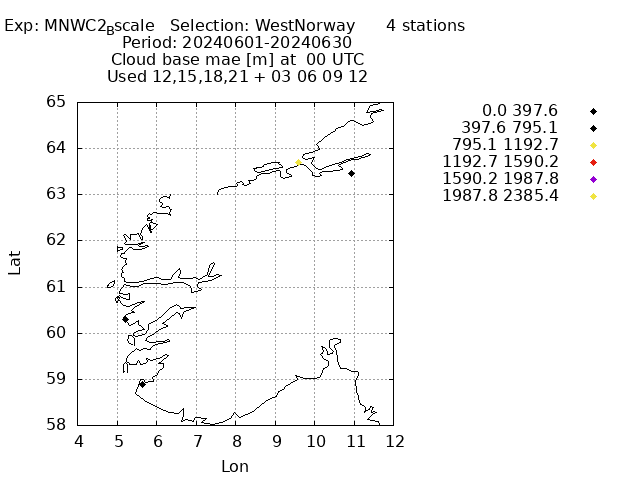 Exp: MNWC2Bscale   Selection: WestNorway      4 stations
Period: 20240601-20240630
Cloud base mae [m] at  00 UTC
Used 12,15,18,21 + 03 06 09 12
0.0 397.6
397.6 795.1
795.1 1192.7
1192.7 1590.2
1590.2 1987.8
1987.8 2385.4
65
64
63
62
61
60
59
58
Lat
4 5 6 7 8 9 10 11 12
Lon